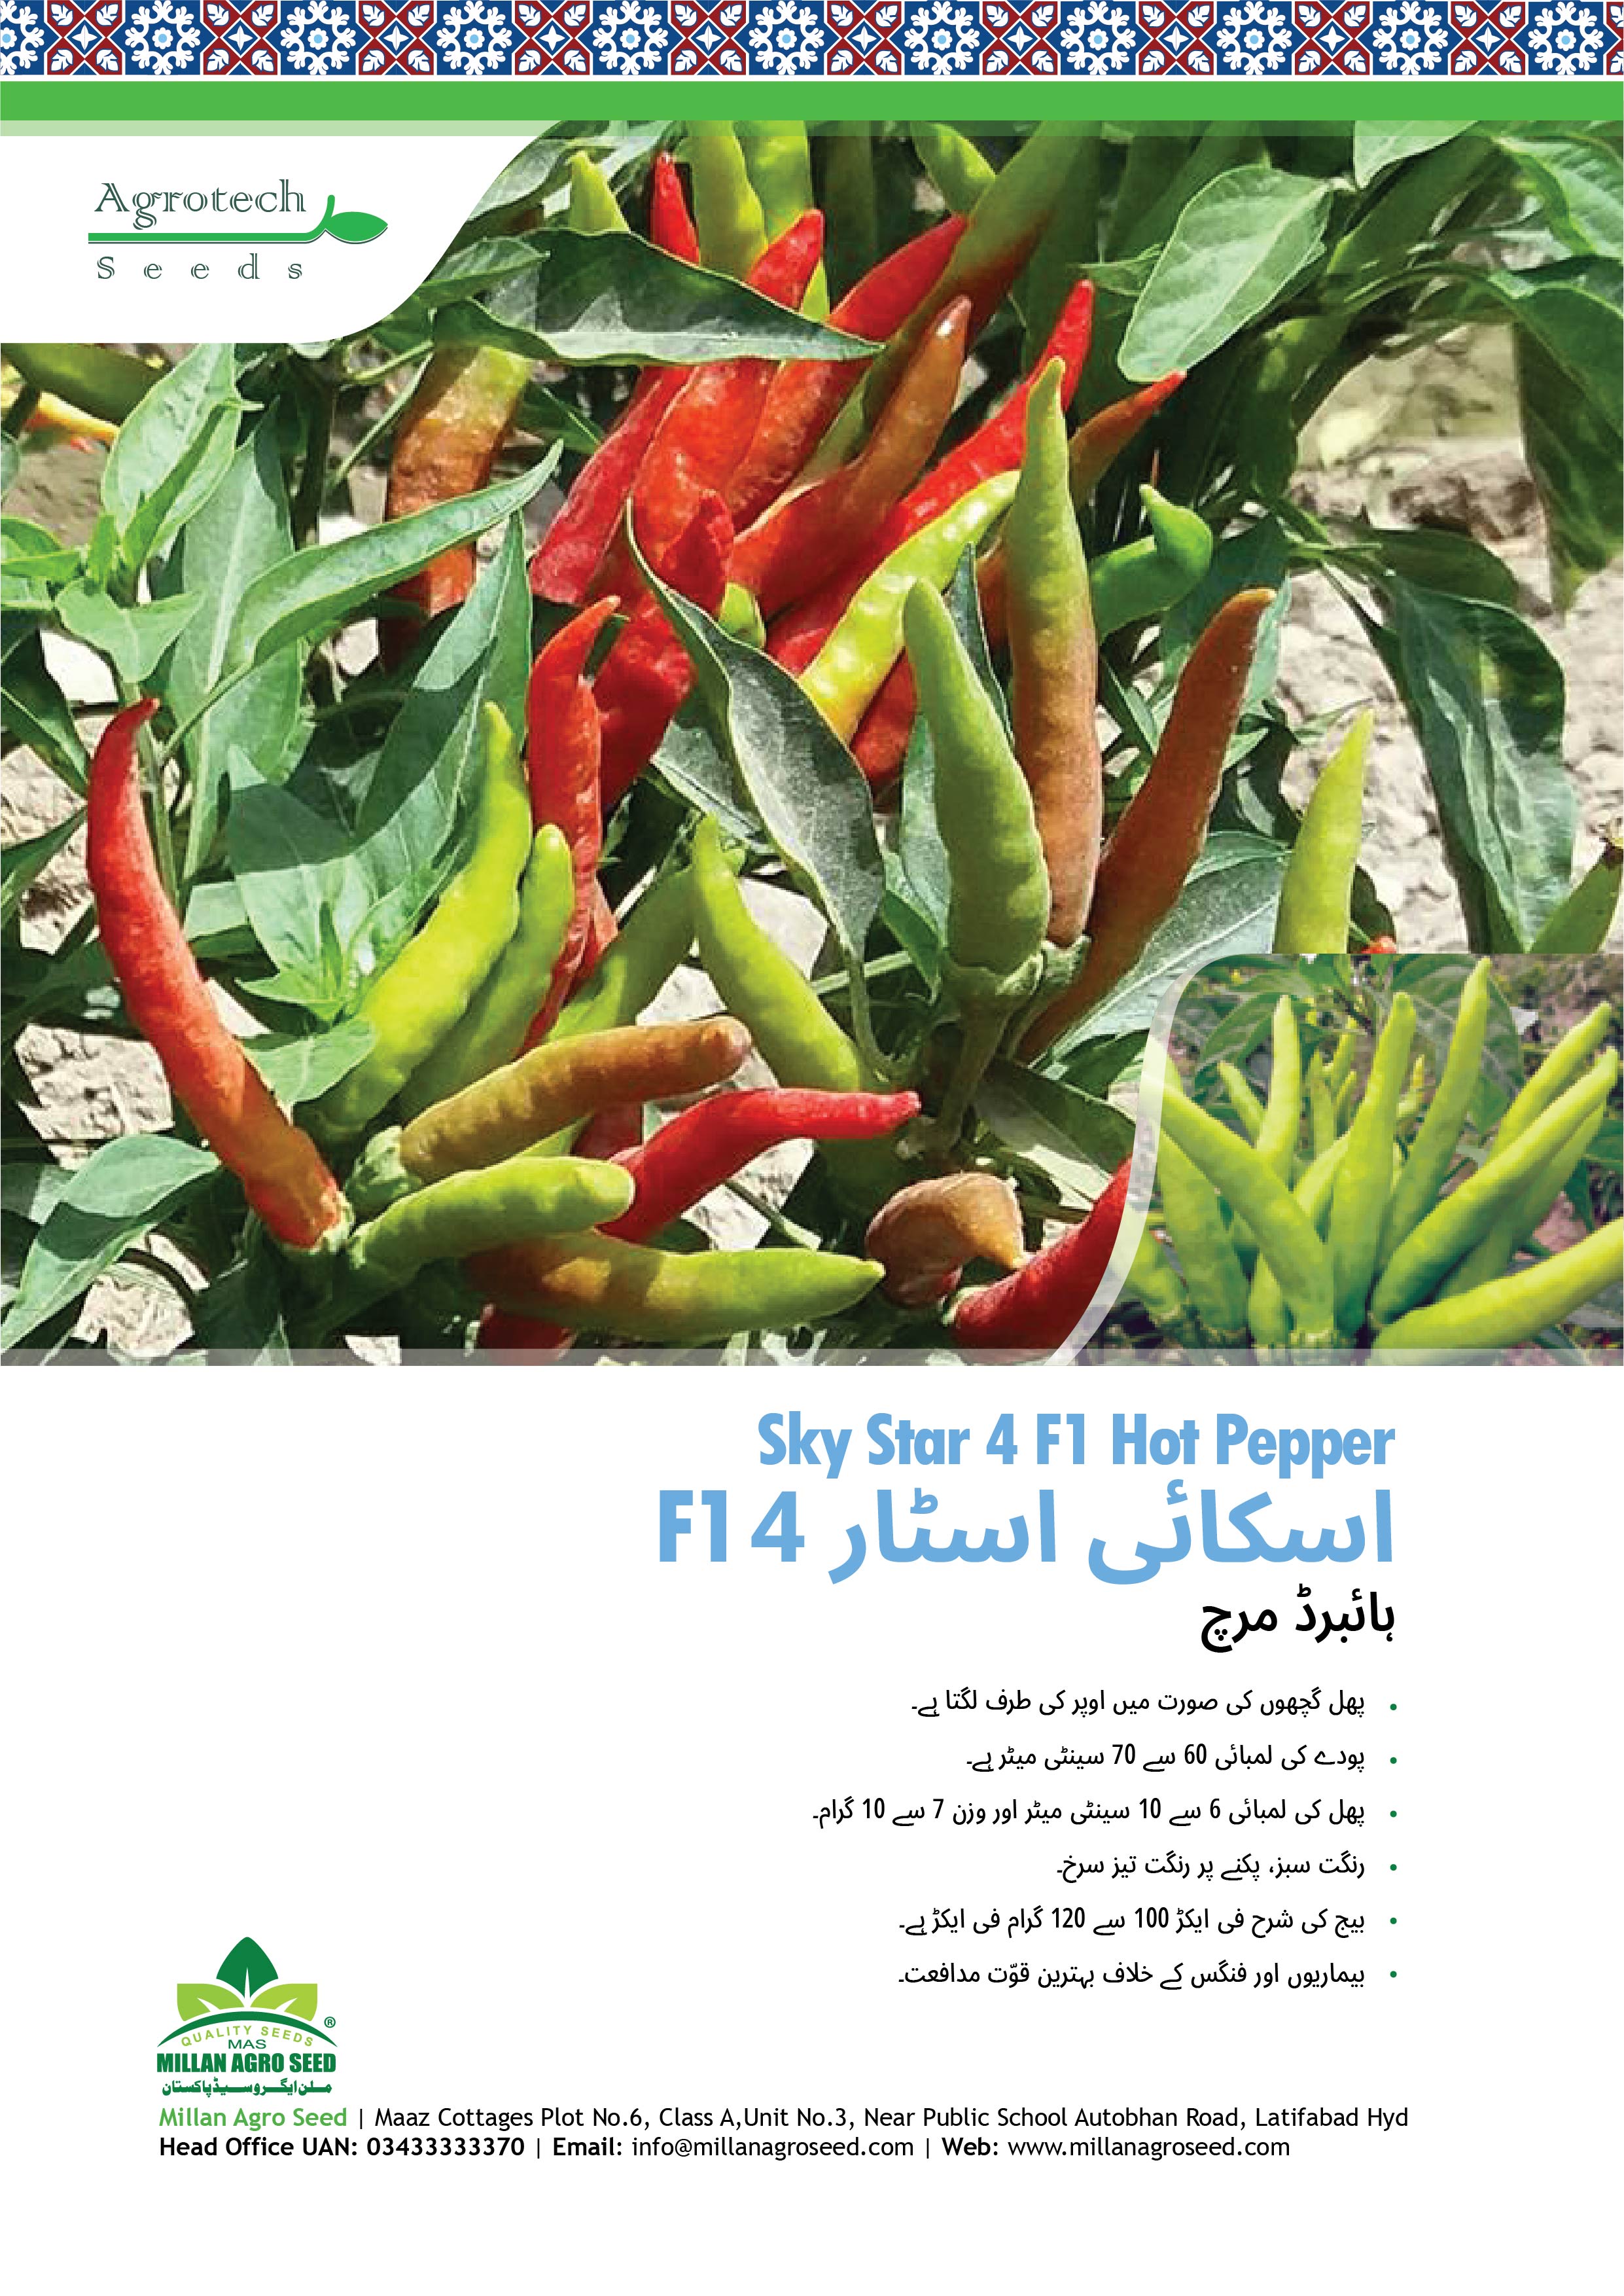 Agrotech
Seeds
Sky Star 4 F1 Hot Pepper
اسکائی اسٹار 4 F1
ہائبرڈ مرچ
• پھل گچھوں کی صورت میں اوپر کی طرف لگتا ہے۔
• پودے کی لمبائی 60 سے 70 سینٹی میٹر ہے۔
• پھل کی لمبائی 6 سے 10 سینٹی میٹر اور وزن 7 سے 10 گرام۔
• رنگت سبز، پکنے پر رنگت تیز سرخ۔
• بیج کی شرح فی ایکڑ 100 سے 120 گرام فی ایکڑ ہے۔
• بیماریوں اور فنگس کے خلاف بہترین قوّت مدافعت۔
®
QUALITY SEEDS
MAS
MILLAN AGRO SEED
ملن ایگرو سیڈ پاکستان
Millan Agro Seed | Maaz Cottages Plot No.6, Class A,Unit No.3, Near Public School Autobhan Road, Latifabad Hyd
Head Office UAN: 03433333370 | Email: info@millanagroseed.com | Web: www.millanagroseed.com